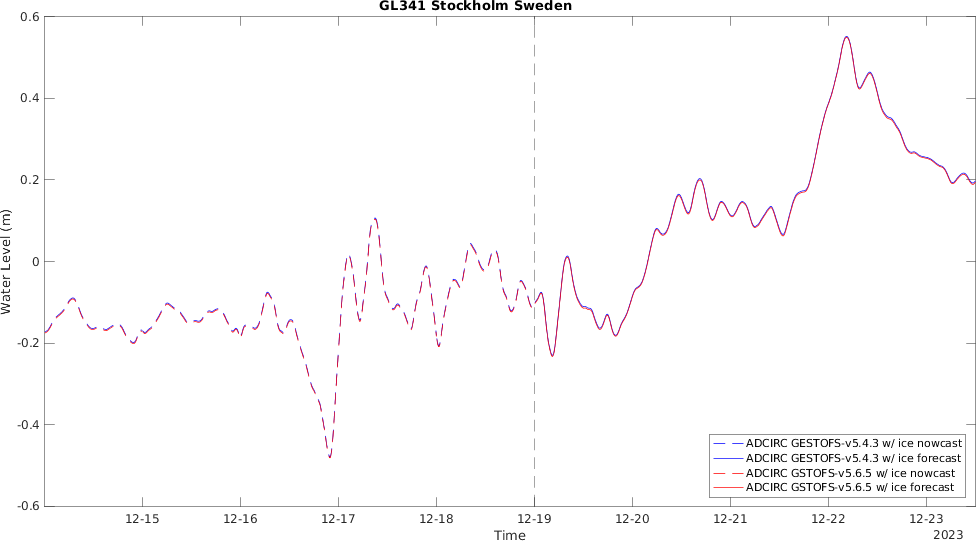 GL341 Stockholm Sweden
0.6
0.4
0.2
0
-0.2
-0.4
-0.6
Water Level (m)
ADCIRC GESTOFS-v5.4.3 w/ ice nowcast
ADCIRC GESTOFS-v5.4.3 w/ ice forecast
ADCIRC GSTOFS-v5.6.5 w/ ice nowcast
ADCIRC GSTOFS-v5.6.5 w/ ice forecast
12-15 12-16 12-17 12-18 12-19 12-20 12-21 12-22 12-23
Time
2023